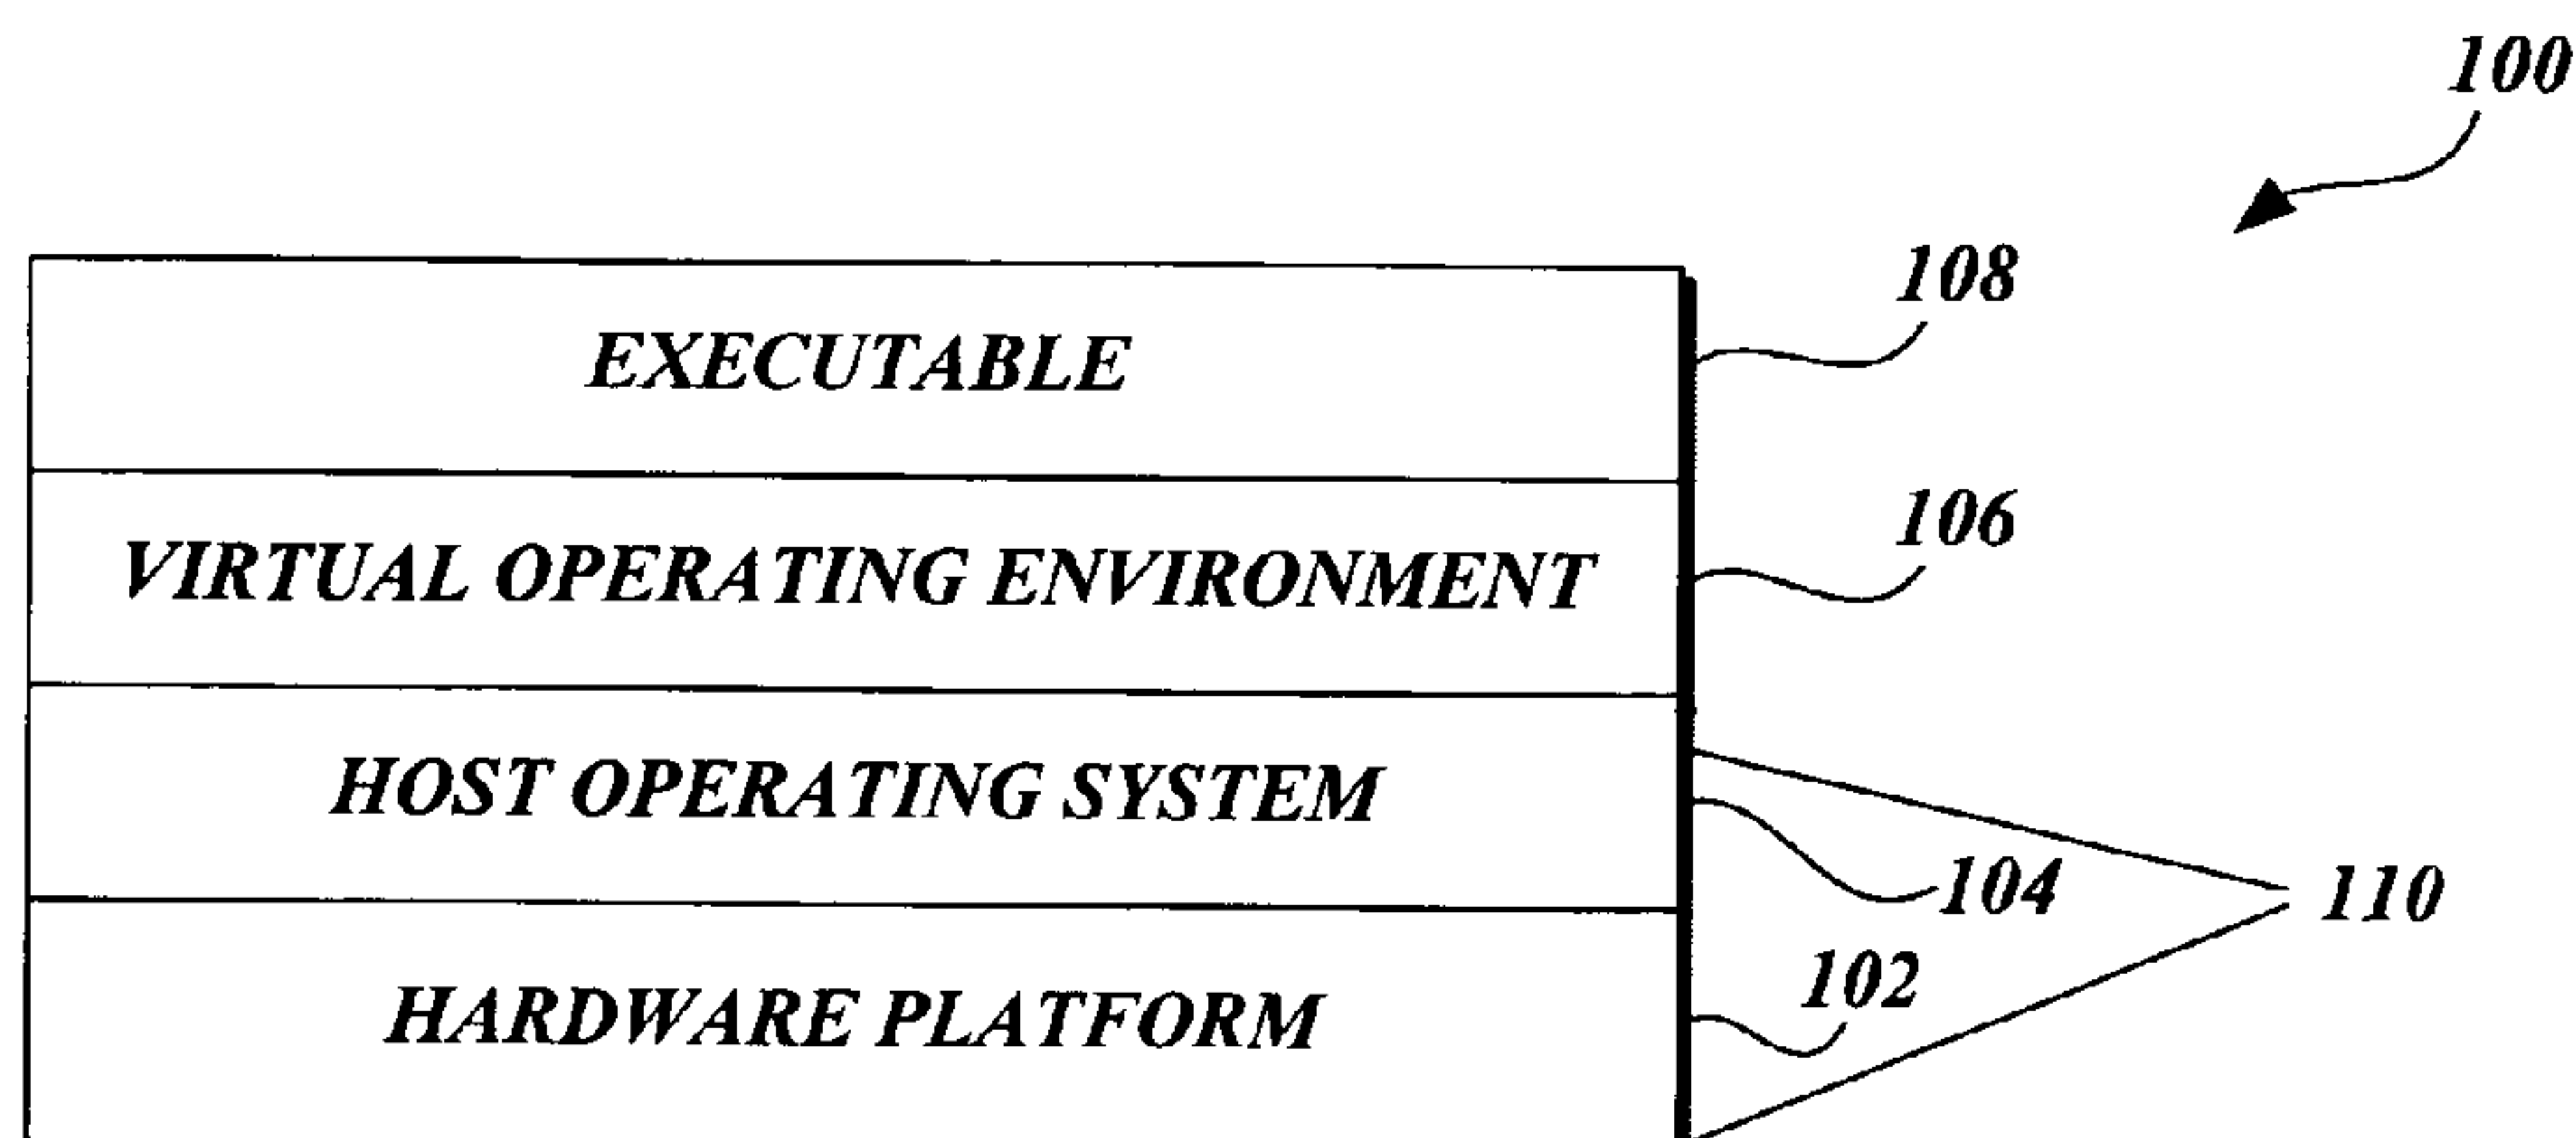 100
108
EXECUTABLE
106
VIRTUAL OPERATING ENVIRONMENT
HOST OPERATING SYSTEM
104
110
102
HARDWARE PLATFORM